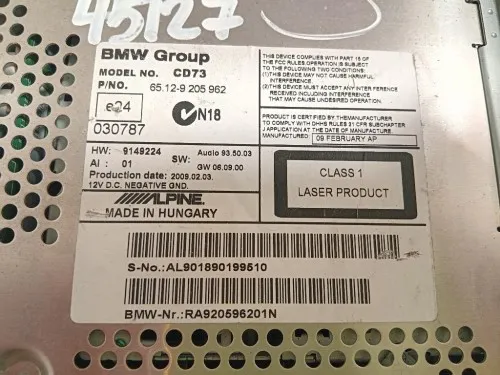 45127
BMW Group
MODEL NO. CD73
P/NO. 65.12-9 205 962
e24
N18
030787
HW: 9149224
SW: Audio 93.50.03
AI : 01
GW 06.09.00
Production date: 2009.02.03.
12V D.C. NEGATIVE GND.
ALPINE
MADE IN HUNGARY
THIS DEVICE COMPLIES WITH PART 15 OF
THE FCC RULES. OPERATION IS SUBJECT
TO THE FOLLOWING TWO CONDITIONS:
(1)THIS DEVICE MAY NOT CAUSE HARMFUL
INTERFERENCE.
(2)THIS DEVICE MUST ACCEPT ANY INTERFERENCE
RECEIVED INCLUDING INTERFERENCE
THAT MAY CAUSE UNDESIRED OPERATION.
PRODUCT IS CERTIFIED BY THE MANUFACTURER
TO COMPLY WITH DHHS RULES 21 CFR SUBCHAPTER
J APPLICATION AT THE DATE OF MANUFACTURE
MANUFACTURED: 09 FEBRUARY AP
CLASS 1
LASER PRODUCT
S-No.: AL901890199510
BMW-Nr.: RA920596201N